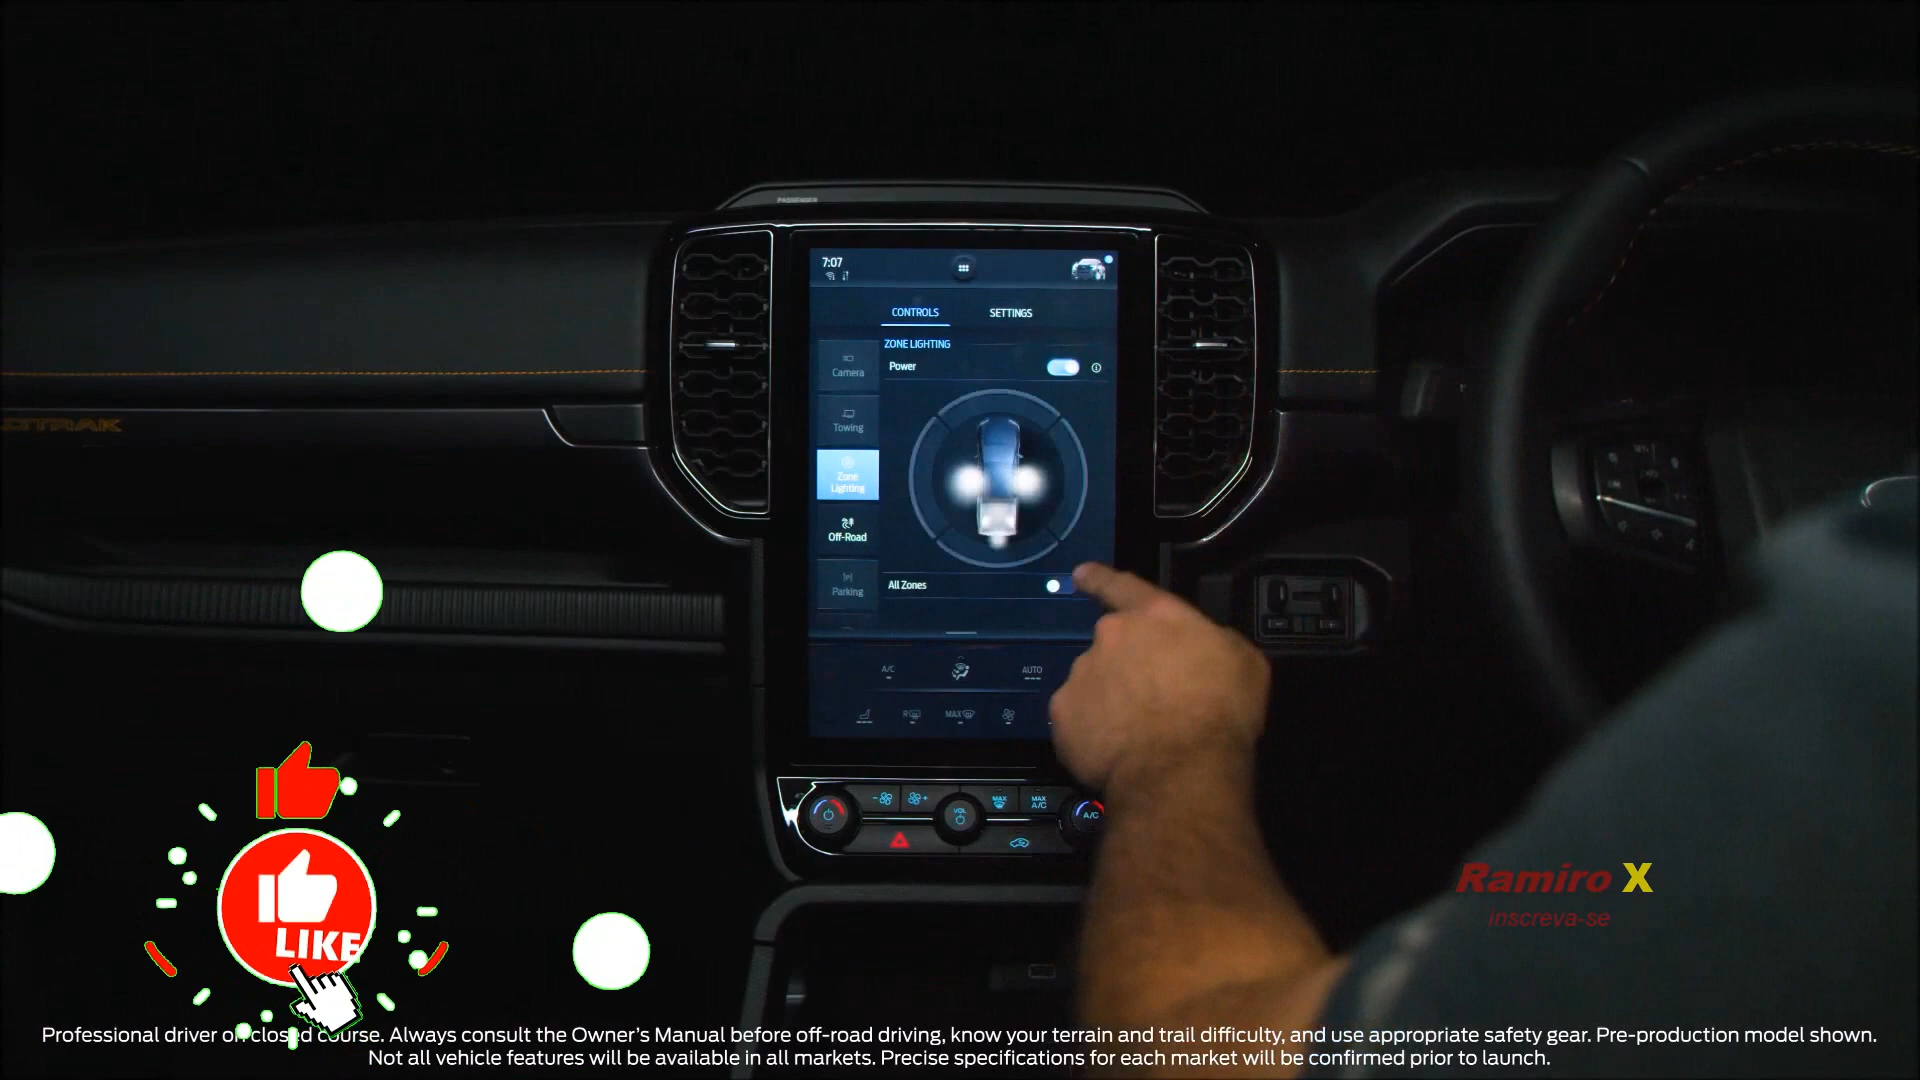 PASSENGER
7:07
CONTROLS
SETTINGS
ZONE LIGHTING
Power
Camera
Towing
Zone
Lighting
Off-Road
Parking
All Zones
A/C
AUTO
R
MAX
VOL
MAX
MAX
A/C
A/C
LIKE
Ramiro X
inscreva-se
Professional driver on closed course. Always consult the Owner's Manual before off-road driving, know your terrain and trail difficulty, and use appropriate safety gear. Pre-production model shown.
Not all vehicle features will be available in all markets. Precise specifications for each market will be confirmed prior to launch.